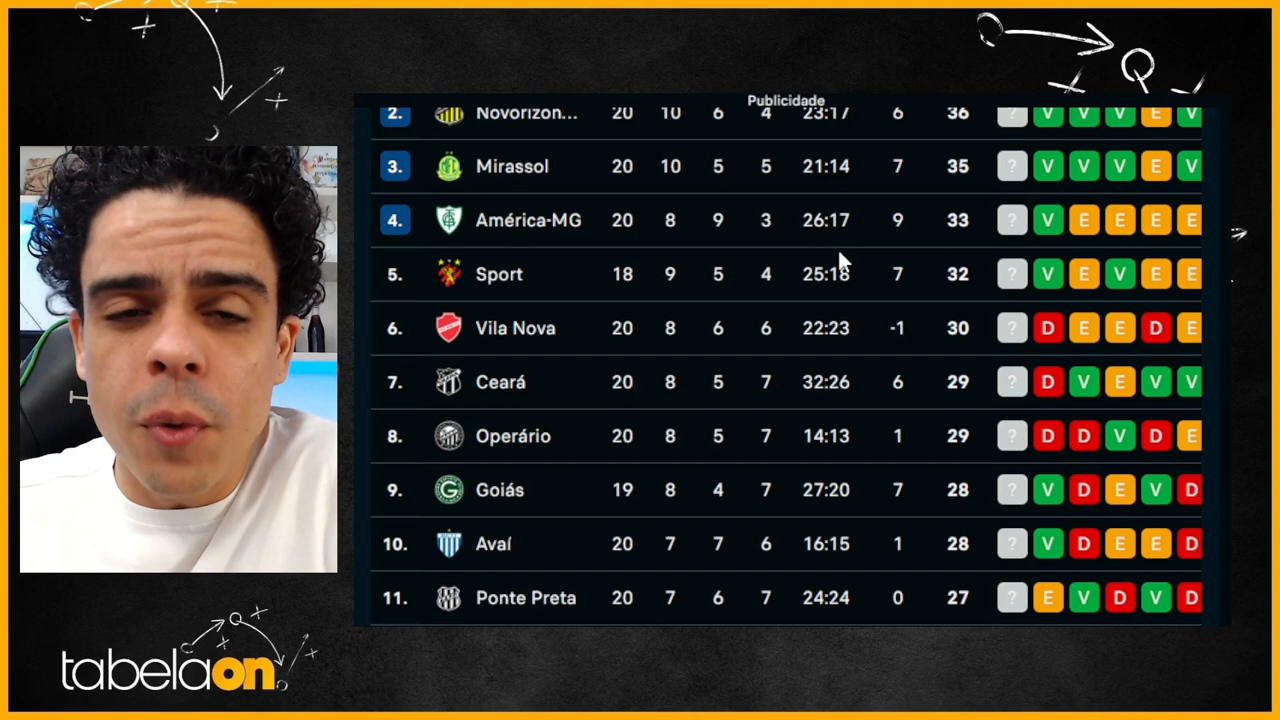 Publicidade
2. Novorizon... 20 10 6 4 23:17 6 36 ? V V V E V
3. Mirassol 20 10 5 5 21:14 7 35 ? V V V E V
4. América-MG 20 8 9 3 26:17 9 33 ? V E E E E
5. Sport 18 9 5 4 25:18 7 32 ? V E V E E
6. Vila Nova 20 8 6 6 22:23 -1 30 ? D E E D E
7. Ceará 20 8 5 7 32:26 6 29 ? D V E V V
8. Operário 20 8 5 7 14:13 1 29 ? D D V D E
9. Goiás 19 8 4 7 27:20 7 28 ? V D E V D
10. Avaí 20 7 7 6 16:15 1 28 ? V D E E D
11. Ponte Preta 20 7 6 7 24:24 0 27 ? E V D V D
tabelaon